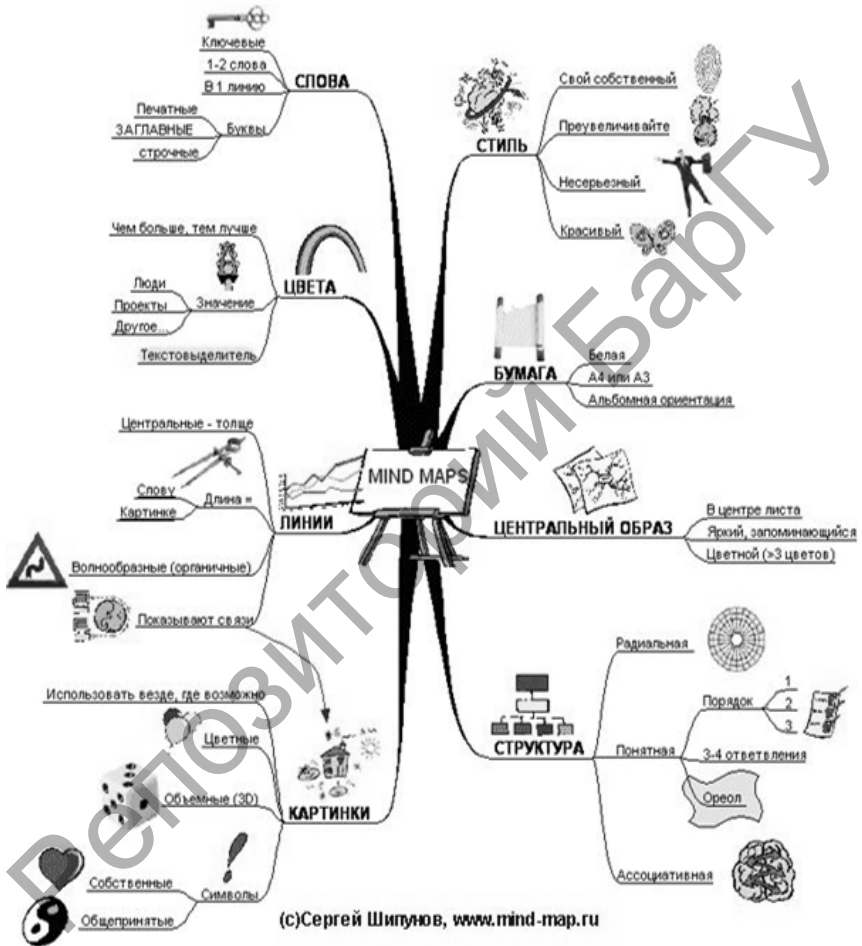 Ключевые
1-2 слова
В 1 линию
СЛОВА
Печатные
ЗАГЛАВНЫЕ
строчные
Буквы
Чем больше, тем лучше
ЦВЕТА
Люди
Проекты
Другое...
Значение
Текстовыделитель
Центральные - толще
Слову
Картинке
Длина =
ЛИНИИ
Волнообразные (органичные)
Показывают связи
Использовать везде, где возможно
Цветные
Объемные (3D)
КАРТИНКИ
Собственные
Общепринятые
Символы
MIND MAPS
СТИЛЬ
Свой собственный
Преувеличивайте
Несерьезный
Красивый
БУМАГА
Белая
А4 или А3
Альбомная ориентация
ЦЕНТРАЛЬНЫЙ ОБРАЗ
В центре листа
Яркий, запоминающийся
Цветной (>3 цветов)
СТРУКТУРА
Радиальная
Понятная
Порядок
1
2
3
3-4 ответвления
Ореол
Ассоциативная
(c)Сергей Шипунов, www.mind-map.ru
Репозиторий БарГУ